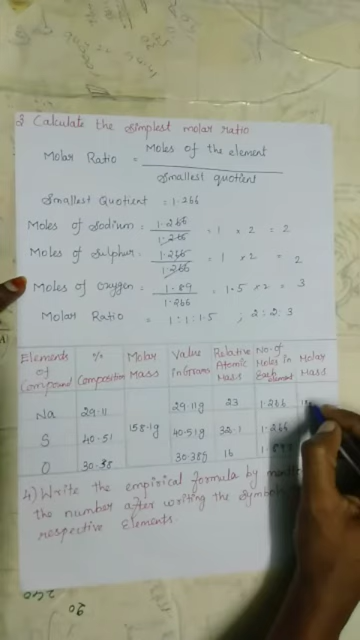 3 Calculate the simplest molar ratio
Molar Ratio = Moles of the element
Smallest quotient
Smallest Quotient = 1.266
Moles of Sodium : 1.266 / 1.266 = 1 × 2 = 2
Moles of Sulphur : 1.266 / 1.266 = 1 × 2 = 2
Moles of Oxygen : 1.89 / 1.266 = 1.5 × 2 = 3
Molar Ratio = 1:1:1.5 ; 2:2:3
Elements of Compound % Composition Molar Mass Value in Gram Relative Atomic Mass No. of Moles in Each element Molar Mass
Na 29.11 29.11g 23 1.266
S 40.51 158.1g 40.51g 32.1 1.266
O 30.38 30.38g 16 1.899
4) Write the empirical formula by
the number after writing the symbol
respective Elements.